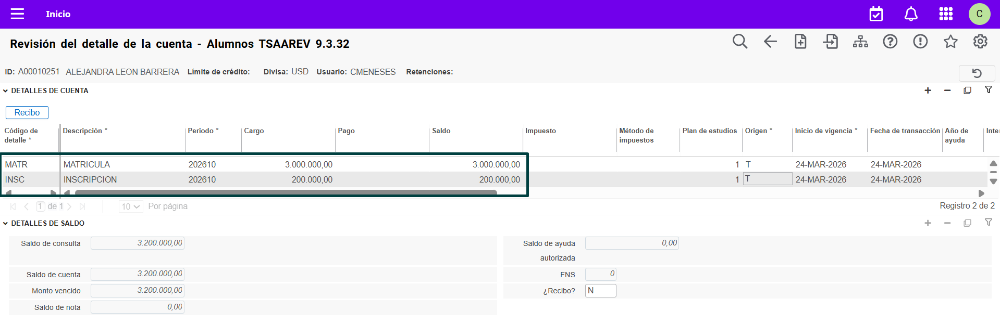 Inicio
C
Revisión del detalle de la cuenta - Alumnos TSAAREV 9.3.32
ID: A00010251 ALEJANDRA LEON BARRERA Límite de crédito: Divisa: USD Usuario: CMENESES Retenciones:
DETALLES DE CUENTA
Recibo
Código de detalle * Descripción * Periodo * Cargo Pago Saldo Impuesto Método de impuestos Plan de estudios Origen * Inicio de vigencia * Fecha de transacción Año de ayuda Inter
MATR MATRICULA 202610 3.000.000,00 3.000.000,00 1 T 24-MAR-2026 24-MAR-2026
INSC INSCRIPCION 202610 200.000,00 200.000,00 1 T 24-MAR-2026 24-MAR-2026
1 de 1 10 Por página Registro 2 de 2
DETALLES DE SALDO
Saldo de consulta 3.200.000,00 Saldo de ayuda autorizada 0,00
Saldo de cuenta 3.200.000,00 FNS 0
Monto vencido 3.200.000,00 ¿Recibo? N
Saldo de nota 0,00